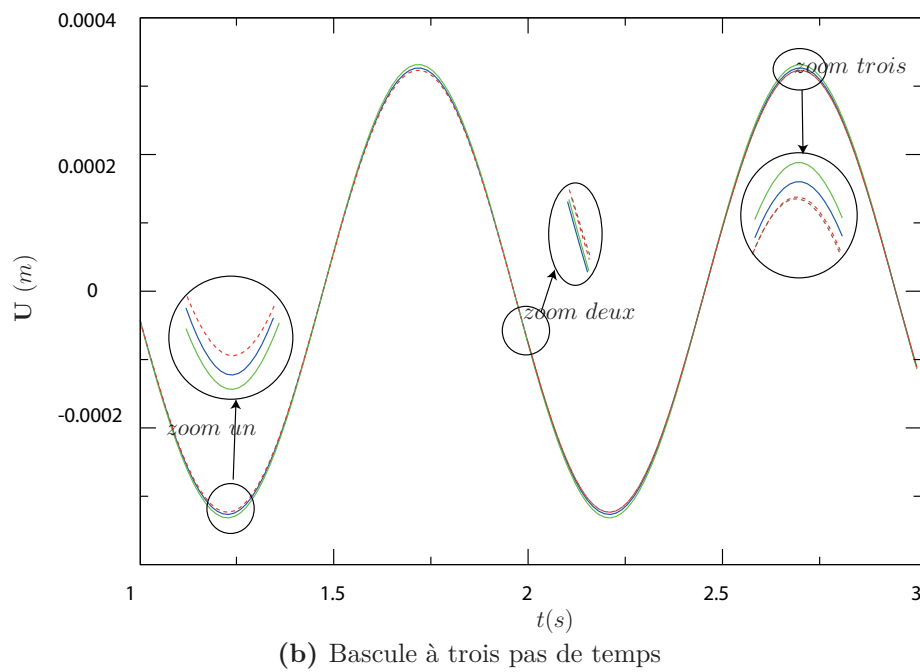 0.0004
zoom trois
0.0002
U (m)
0
zoom deux
-0.0002
zoom un
1
1.5
2
2.5
3
t(s)
(b) Bascule à trois pas de temps